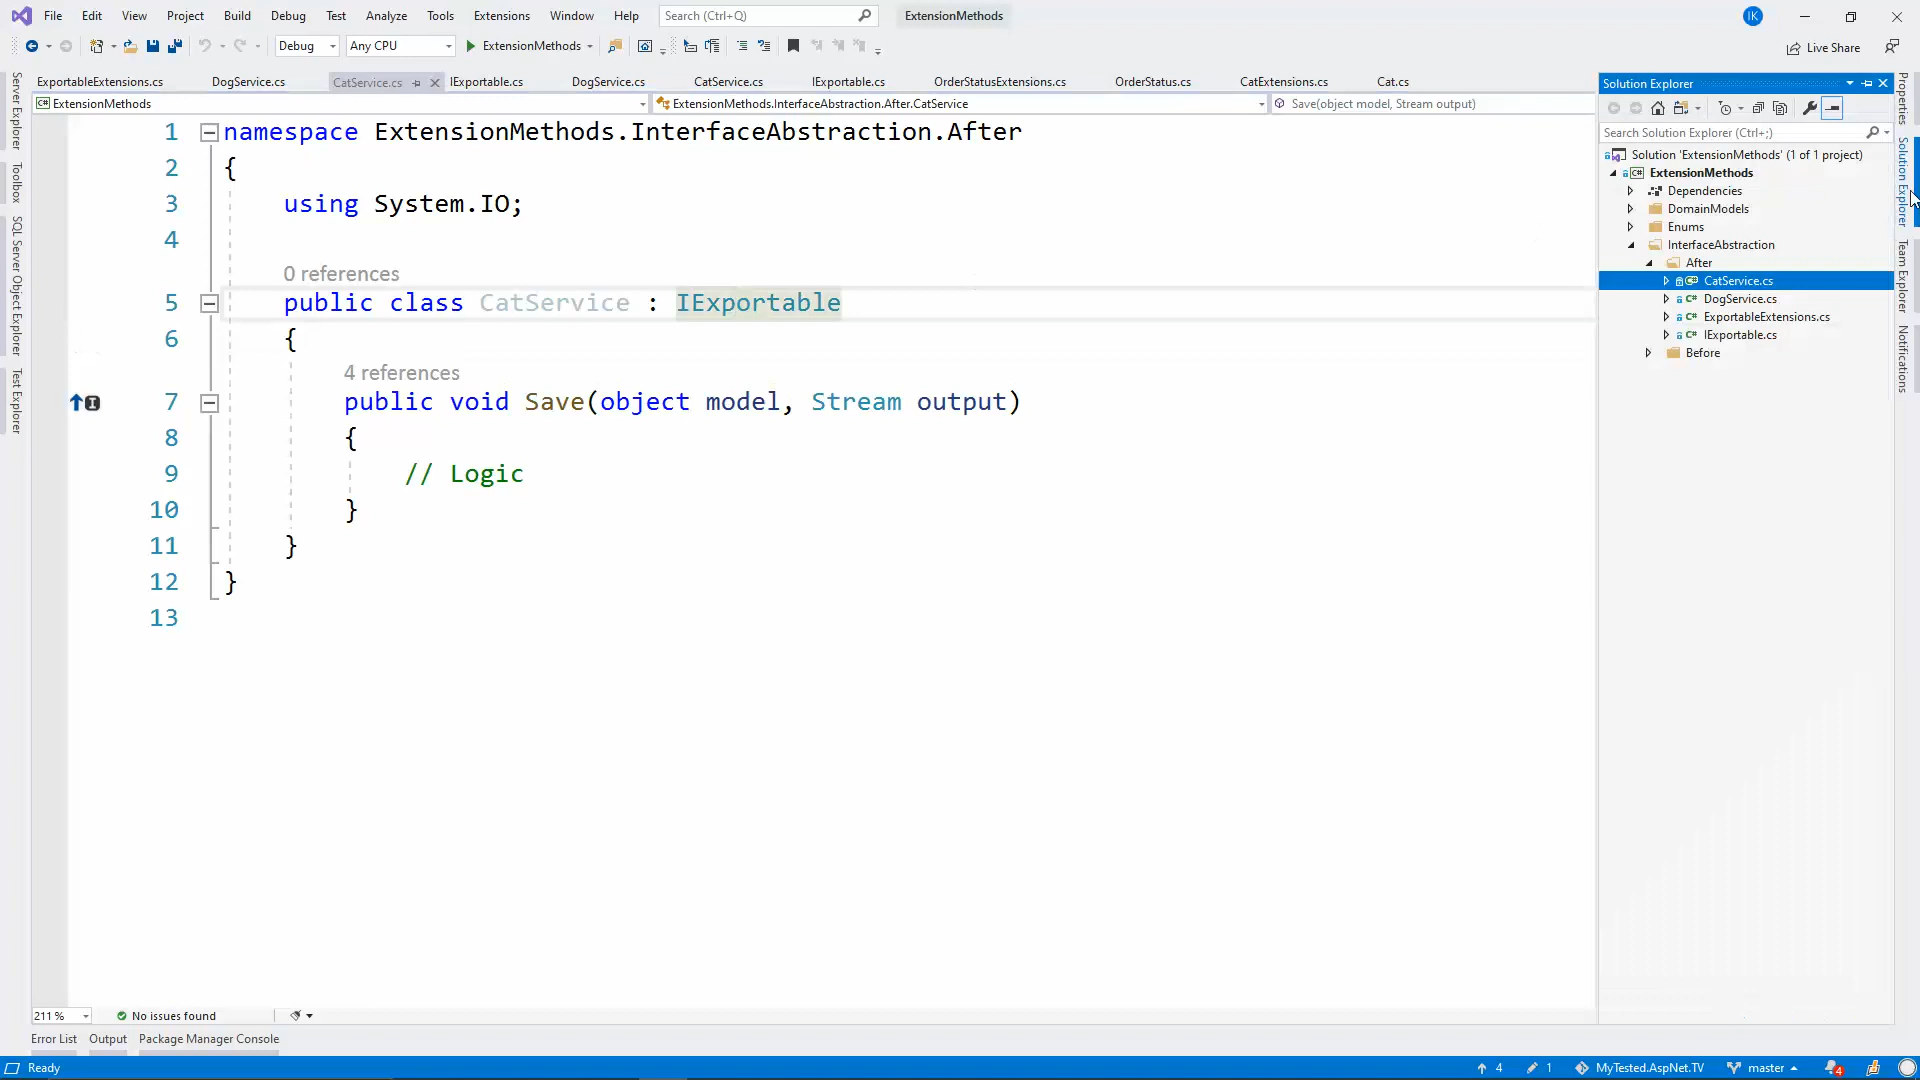 File Edit View Project Build Debug Test Analyze Tools Extensions Window Help Search (Ctrl+Q) ExtensionMethods IK
Debug Any CPU ExtensionMethods Live Share
ExportableExtensions.cs DogService.cs CatService.cs IExportable.cs DogService.cs CatService.cs IExportable.cs OrderStatusExtensions.cs OrderStatus.cs CatExtensions.cs Cat.cs
C# ExtensionMethods ExtensionMethods.InterfaceAbstraction.After.CatService Save(object model, Stream output)
Server Explorer
Toolbox
SQL Server Object Explorer
Test Explorer
1 namespace ExtensionMethods.InterfaceAbstraction.After
2 {
3 using System.IO;
4
0 references
5 public class CatService : IExportable
6 {
4 references
7 public void Save(object model, Stream output)
8 {
9 // Logic
10 }
11 }
12 }
13
Solution Explorer
Search Solution Explorer (Ctrl+;)
Solution 'ExtensionMethods' (1 of 1 project)
C# ExtensionMethods
Dependencies
DomainModels
Enums
InterfaceAbstraction
After
C# CatService.cs
C# DogService.cs
C# ExportableExtensions.cs
C# IExportable.cs
Before
Properties
Solution Explorer
Team Explorer
Notifications
211 % No issues found
Error List Output Package Manager Console
Ready 4 1 MyTested.AspNet.TV master 4